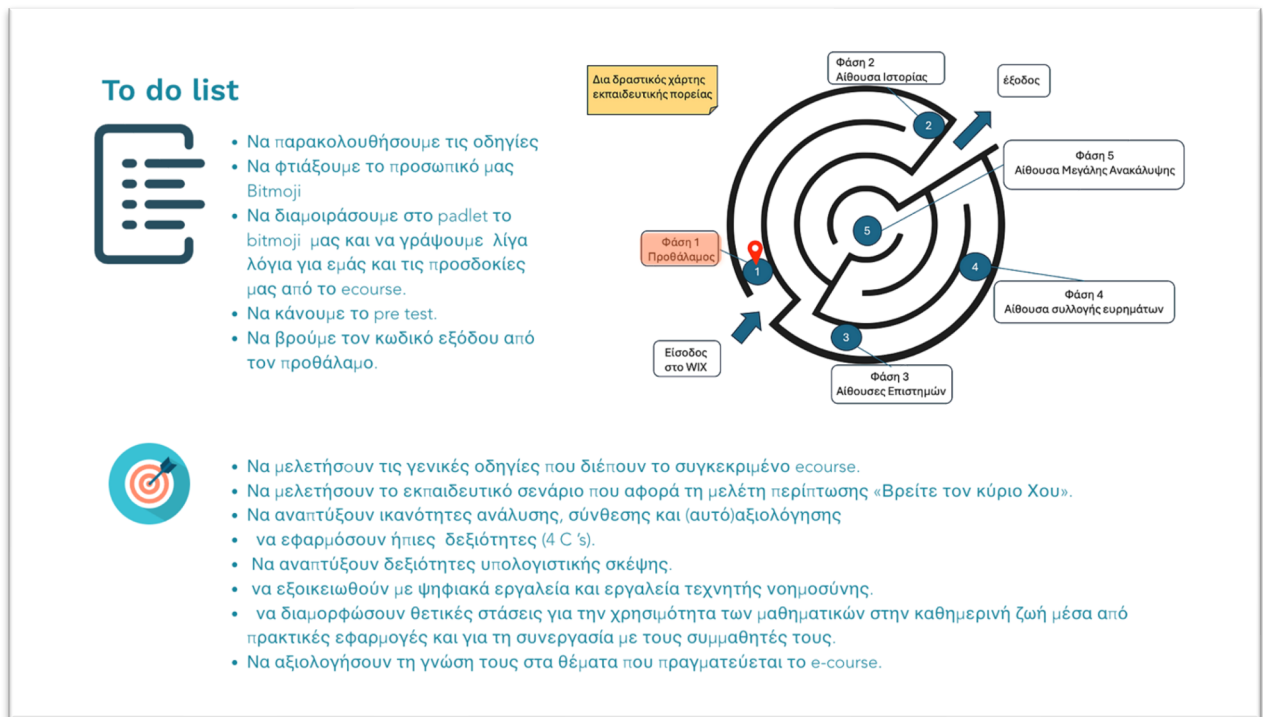 To do list
• Να παρακολουθήσουμε τις οδηγίες
• Να φτιάξουμε το προσωπικό μας
Bitmoji
• Να διαμοιράσουμε στο padlet το
bitmoji μας και να γράψουμε λίγα
λόγια για εμάς και τις προσδοκίες
μας από το ecourse.
• Να κάνουμε το pre test.
• Να βρούμε τον κωδικό εξόδου από
τον προθάλαμο.
Δια δραστικός χάρτης
εκπαιδευτικής πορείας
Φάση 2
Αίθουσα Ιστορίας
έξοδος
2
Φάση 5
Αίθουσα Μεγάλης Ανακάλυψης
5
Φάση 1
Προθάλαμος
1
4
Φάση 4
Αίθουσα συλλογής ευρημάτων
3
Είσοδος
στο WIX
Φάση 3
Αίθουσες Επιστημών
• Να μελετήσουν τις γενικές οδηγίες που διέπουν το συγκεκριμένο ecourse.
• Να μελετήσουν το εκπαιδευτικό σενάριο που αφορά τη μελέτη περίπτωσης «Βρείτε τον κύριο Χου».
• Να αναπτύξουν ικανότητες ανάλυσης, σύνθεσης και (αυτό)αξιολόγησης
• να εφαρμόσουν ήπιες δεξιότητες (4 C 's).
• Να αναπτύξουν δεξιότητες υπολογιστικής σκέψης.
• να εξοικειωθούν με ψηφιακά εργαλεία και εργαλεία τεχνητής νοημοσύνης.
• να διαμορφώσουν θετικές στάσεις για την χρησιμότητα των μαθηματικών στην καθημερινή ζωή μέσα από
πρακτικές εφαρμογές και για τη συνεργασία με τους συμμαθητές τους.
• Να αξιολογήσουν τη γνώση τους στα θέματα που πραγματεύεται το e-course.